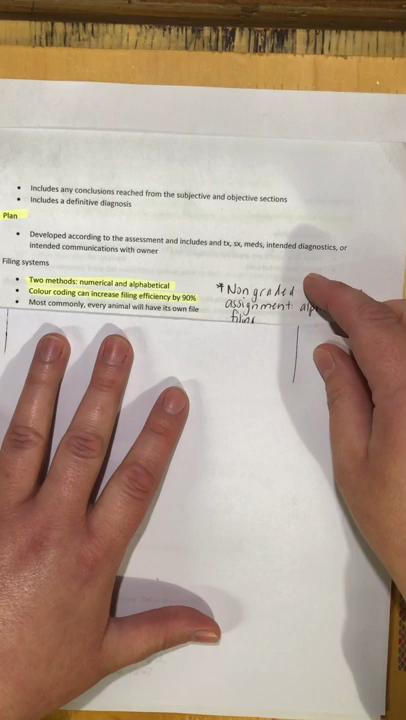 • Includes any conclusions reached from the subjective and objective sections
• Includes a definitive diagnosis
Plan
• Developed according to the assessment and includes and tx, sx, meds, intended diagnostics, or
intended communications with owner
Filing systems
• Two methods: numerical and alphabetical
• Colour coding can increase filing efficiency by 90%
• Most commonly, every animal will have its own file
* Non graded
assignment:
filing